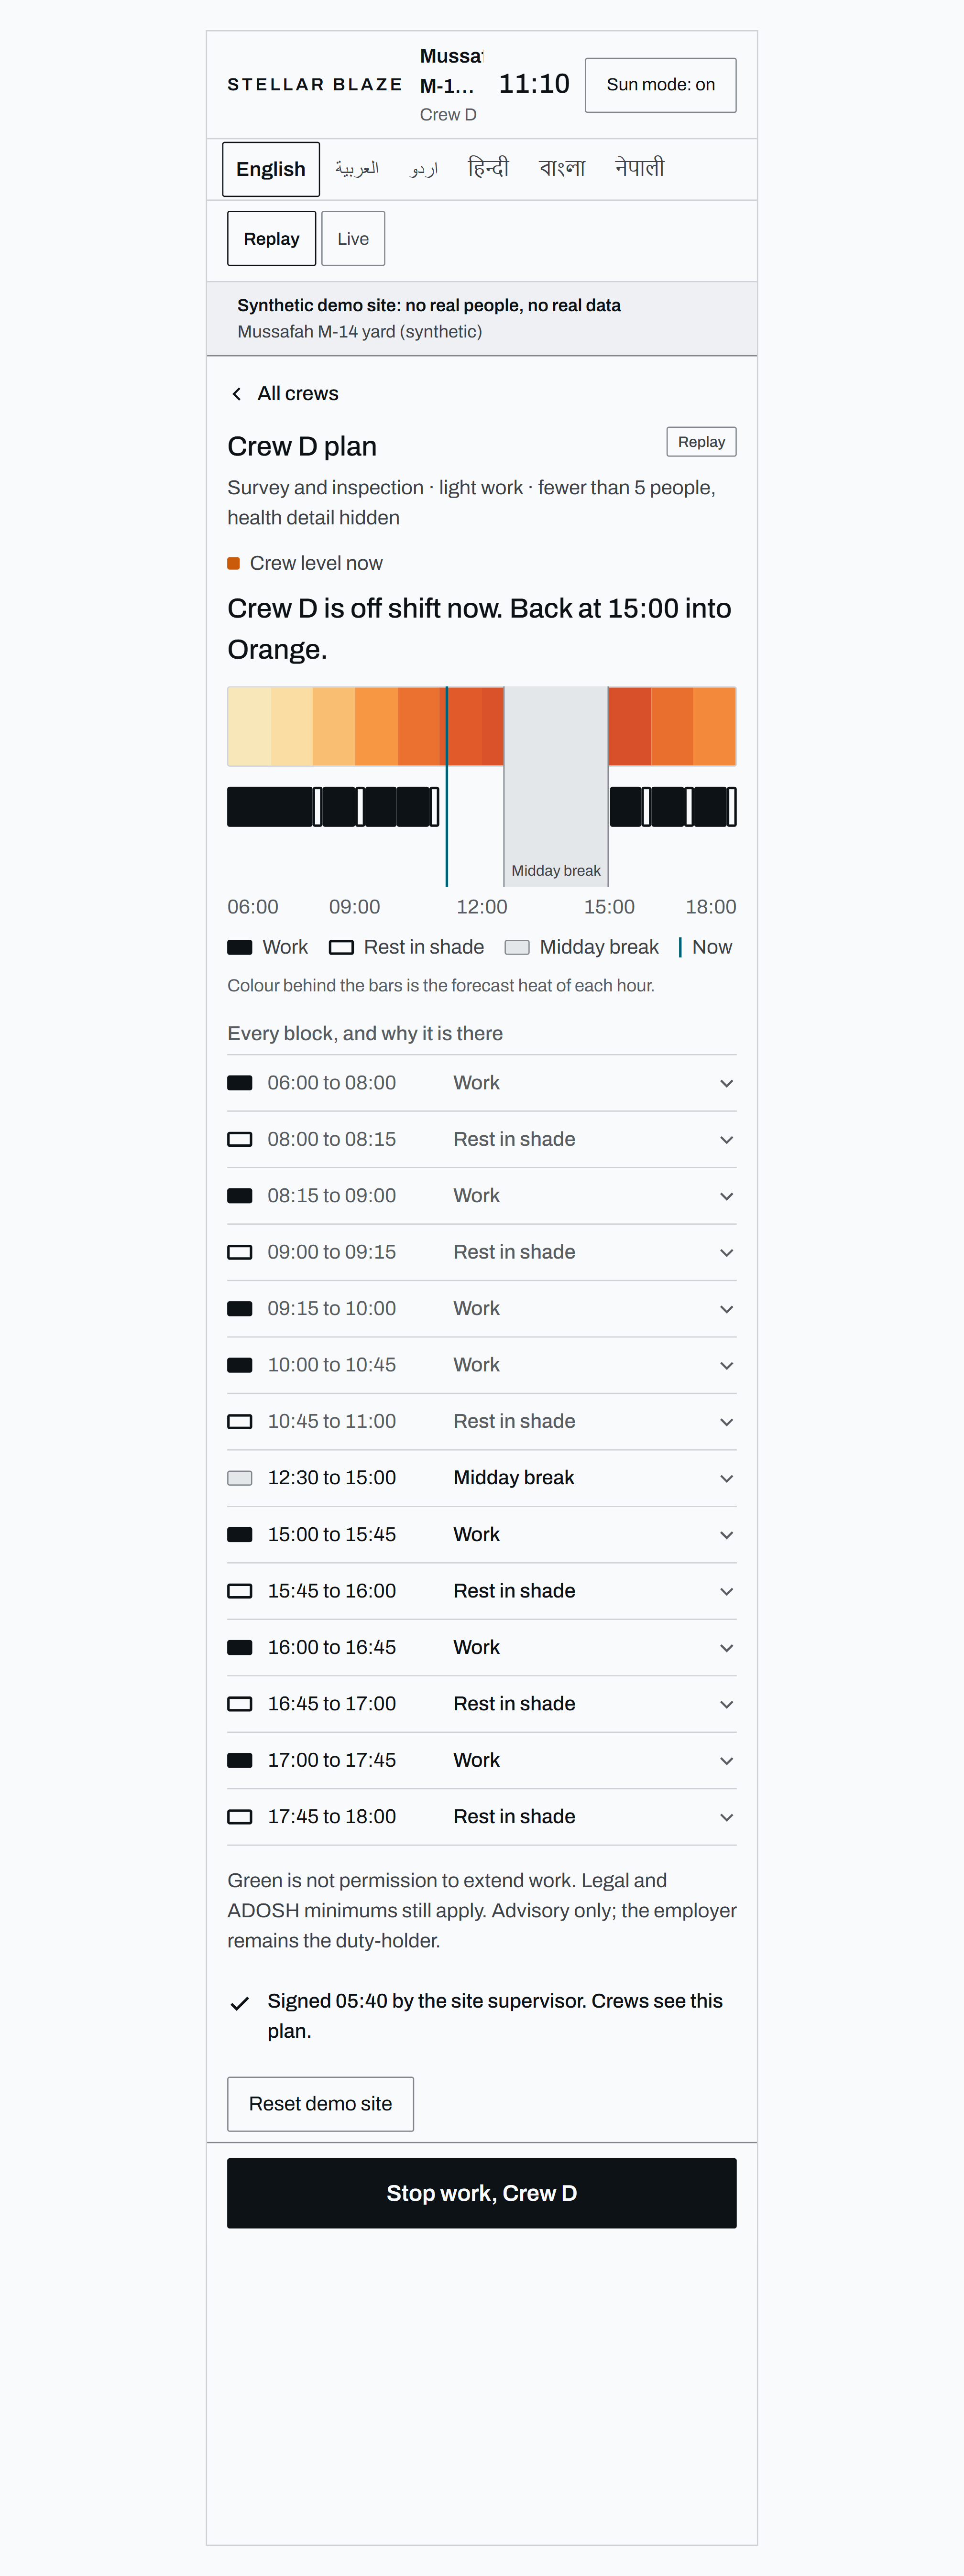 STELLAR BLAZE
M-1...
Crew D
11:10
Sun mode: on
English
العربية
اردو
हिन्दी
বাংলা
नेपाली
Replay
Live
Synthetic demo site: no real people, no real data
Mussafah M-14 yard (synthetic)
All crews
Crew D plan
Replay
Survey and inspection · light work · fewer than 5 people,
health detail hidden
Crew level now
Crew D is off shift now. Back at 15:00 into
Orange.
Midday break
06:00 09:00 12:00 15:00 18:00
Work Rest in shade Midday break Now
Colour behind the bars is the forecast heat of each hour.
Every block, and why it is there
06:00 to 08:00 Work
08:00 to 08:15 Rest in shade
08:15 to 09:00 Work
09:00 to 09:15 Rest in shade
09:15 to 10:00 Work
10:00 to 10:45 Work
10:45 to 11:00 Rest in shade
12:30 to 15:00 Midday break
15:00 to 15:45 Work
15:45 to 16:00 Rest in shade
16:00 to 16:45 Work
16:45 to 17:00 Rest in shade
17:00 to 17:45 Work
17:45 to 18:00 Rest in shade
Green is not permission to extend work. Legal and
ADOSH minimums still apply. Advisory only; the employer
remains the duty-holder.
Signed 05:40 by the site supervisor. Crews see this
plan.
Reset demo site
Stop work, Crew D